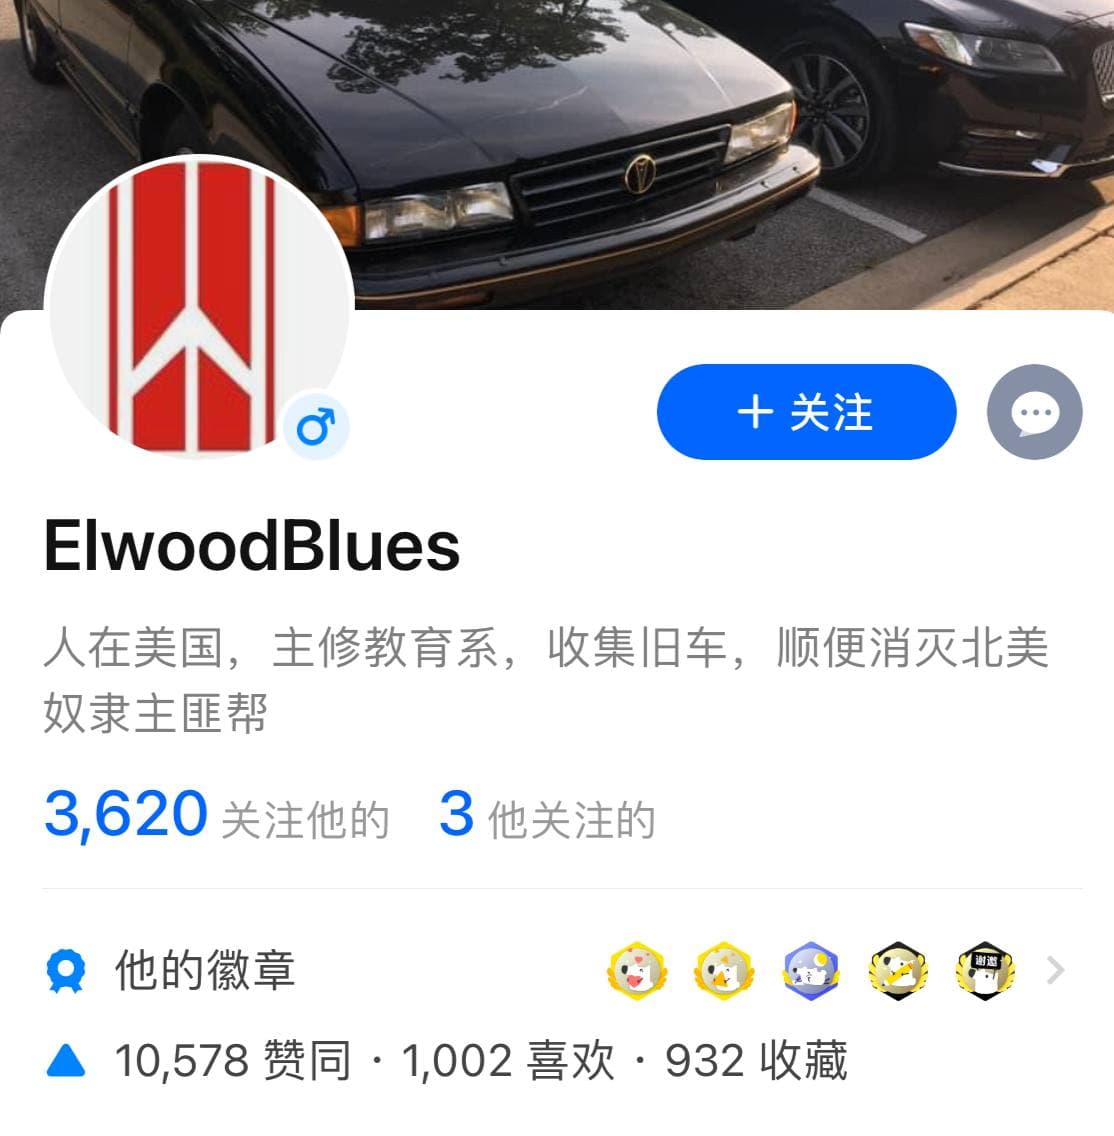 + 关注
ElwoodBlues
人在美国，主修教育系，收集旧车，顺便消灭北美
奴隶主匪帮
3,620 关注他的 3 他关注的
他的徽章
谢邀
10,578 赞同 · 1,002 喜欢 · 932 收藏